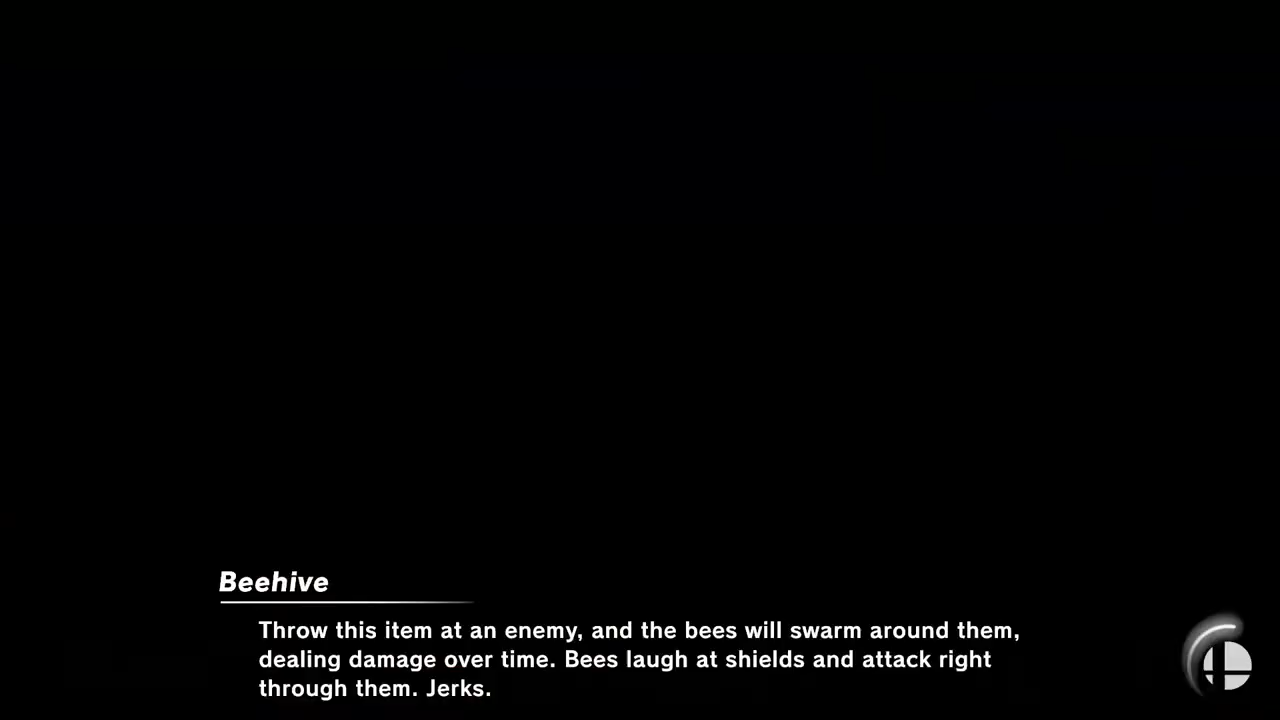 Beehive
Throw this item at an enemy, and the bees will swarm around them,
dealing damage over time. Bees laugh at shields and attack right
through them. Jerks.